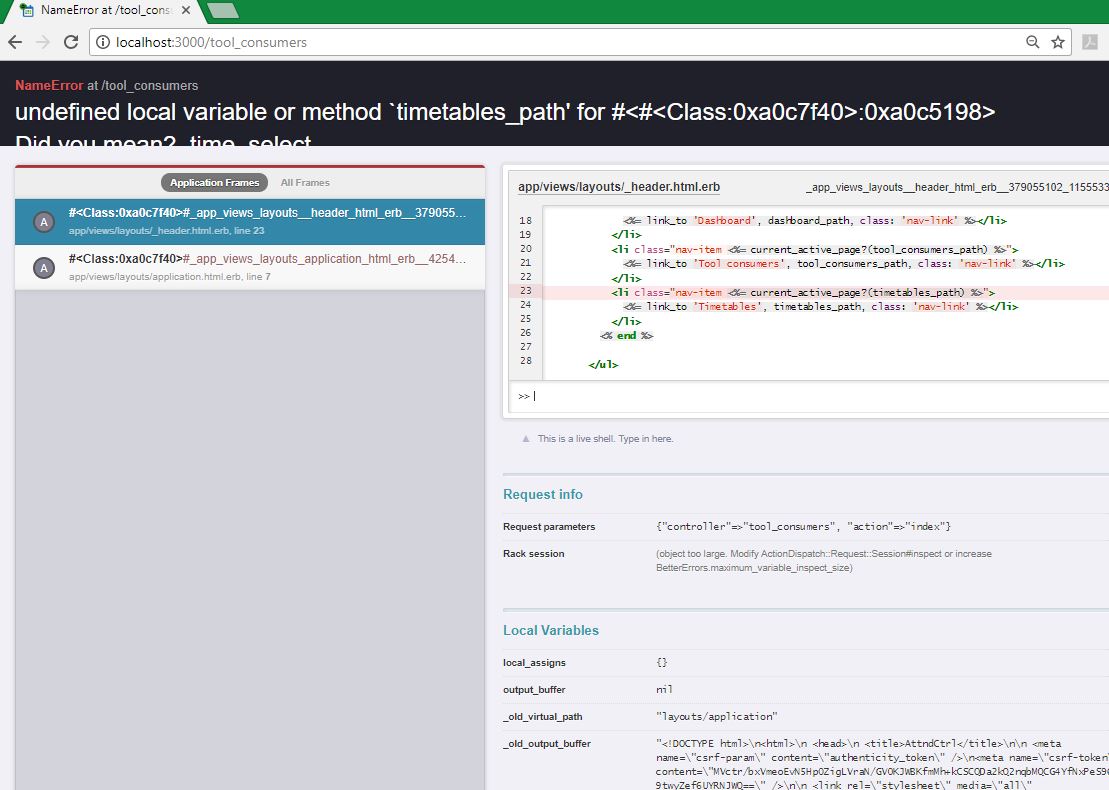 NameError at /tool_cons
localhost:3000/tool_consumers
NameError at /tool_consumers
undefined local variable or method `timetables_path' for #<#<Class:0xa0c7f40>:0xa0c5198>
Did you mean? time_select
Application Frames All Frames
A #<Class:0xa0c7f40>#_app_views_layouts__header_html_erb__379055...
app/views/layouts/_header.html.erb, line 23
A #<Class:0xa0c7f40>#_app_views_layouts_application_html_erb__4254...
app/views/layouts/application.html.erb, line 7
app/views/layouts/_header.html.erb _app_views_layouts__header_html_erb__379055102_1155533
18 <%= link_to 'Dashboard', dashboard_path, class: 'nav-link' %></li>
19 </li>
20 <li class="nav-item <%= current_active_page?(tool_consumers_path) %>">
21 <%= link_to 'Tool consumers', tool_consumers_path, class: 'nav-link' %></li>
22 </li>
23 <li class="nav-item <%= current_active_page?(timetables_path) %>">
24 <%= link_to 'Timetables', timetables_path, class: 'nav-link' %></li>
25 </li>
26 <% end %>
27
28 </ul>
>>
This is a live shell. Type in here.
Request info
Request parameters {"controller"=>"tool_consumers", "action"=>"index"}
Rack session (object too large. Modify ActionDispatch::Request::Session#inspect or increase
BetterErrors.maximum_variable_inspect_size)
Local Variables
local_assigns {}
output_buffer nil
_old_virtual_path "layouts/application"
_old_output_buffer "<!DOCTYPE html>\n<html>\n <head>\n <title>AttndCtrl</title>\n\n <meta
name=\"csrf-param\" content=\"authenticity_token\" />\n<meta name=\"csrf-token
content=\"MVctr/bxVmeoEvN5HpOZigLVraN/GVOKJWBKfmMh+kCSCQDa2kQ2nqbMQCG4YfNxPeS9
9twyZef6UYRNJWQ==\" />\n\n <link rel=\"stylesheet\" media=\"all\"